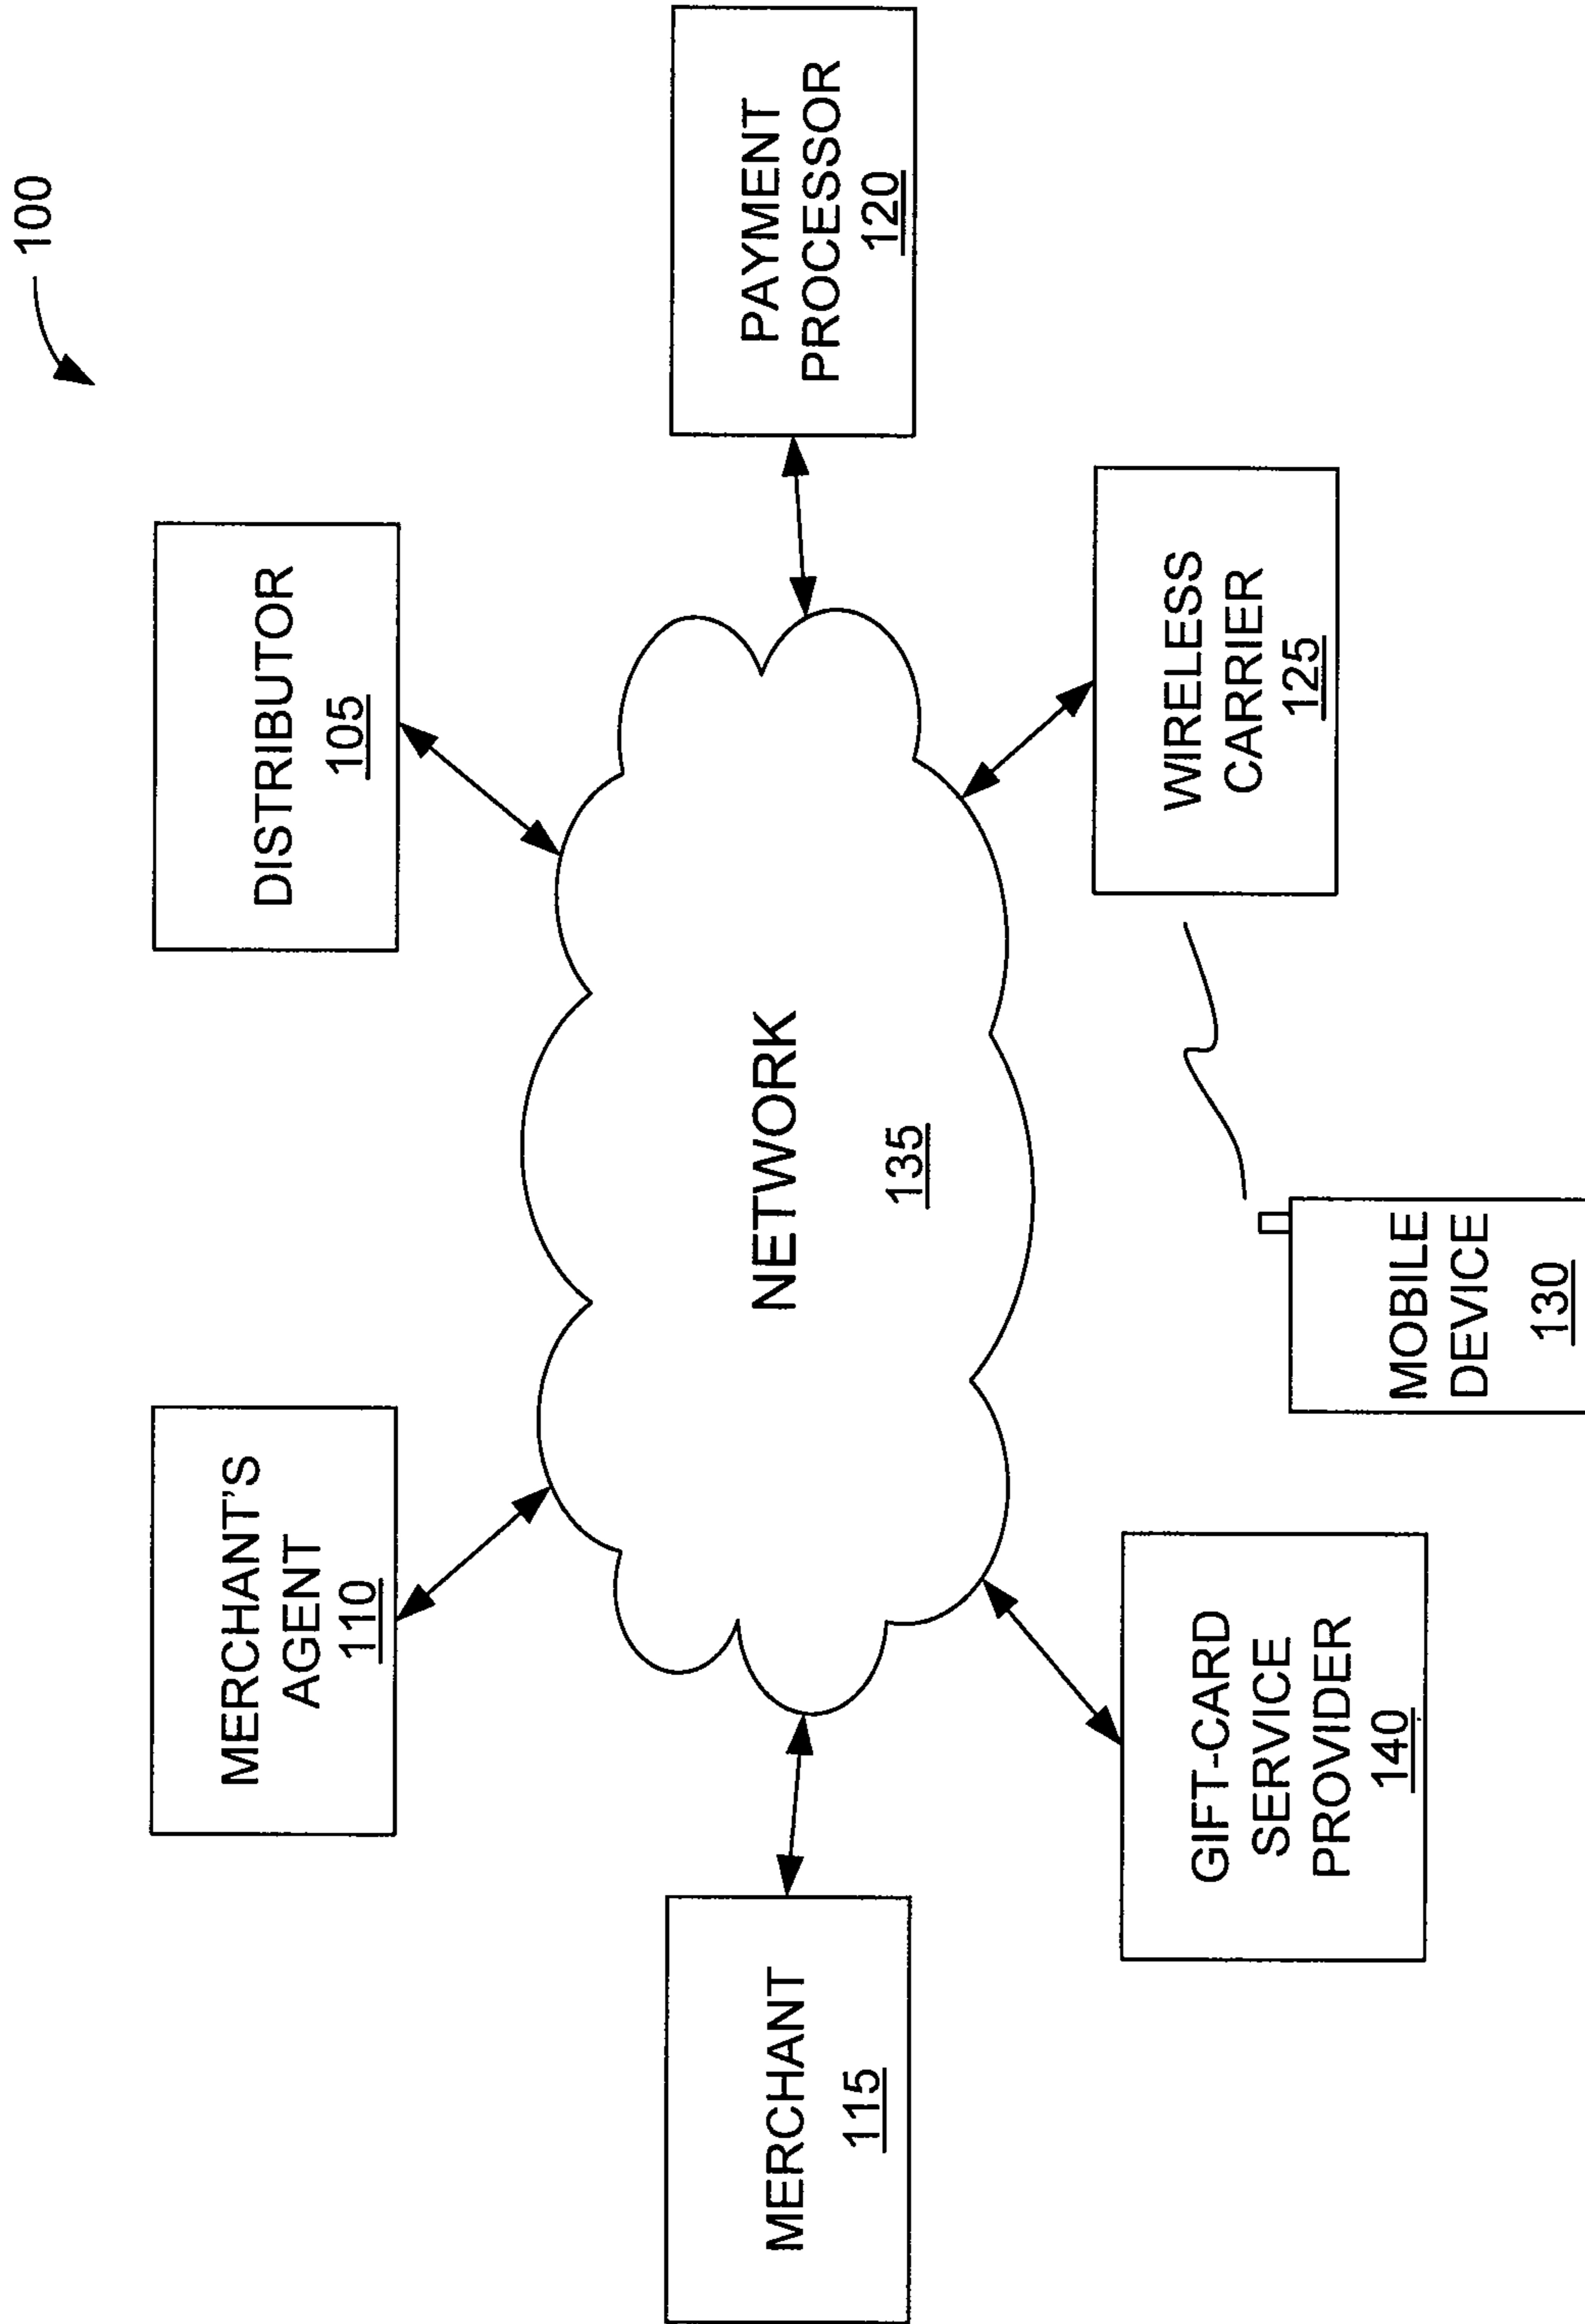 100
MERCHANT'S
AGENT
110
DISTRIBUTOR
105
MERCHANT
115
NETWORK
135
PAYMENT
PROCESSOR
120
GIFT-CARD
SERVICE
PROVIDER
140
WIRELESS
CARRIER
125
MOBILE
DEVICE
130